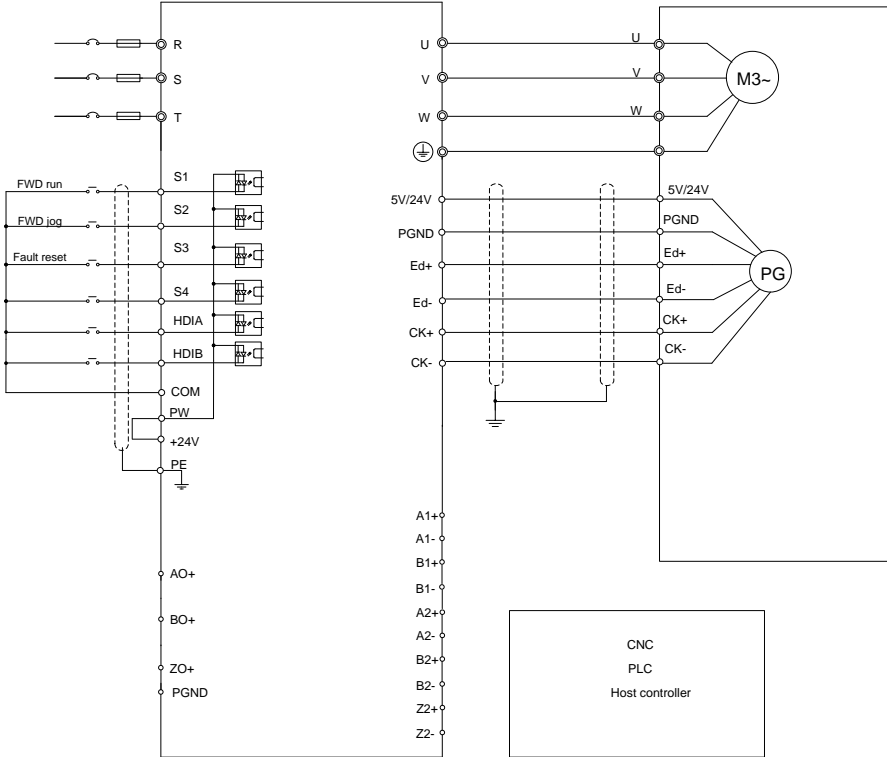 R
S
T
S1
FWD run
S2
FWD jog
S3
Fault reset
S4
HDIA
HDIB
COM
PW
+24V
PE
AO+
BO+
ZO+
PGND
U
V
W
5V/24V
PGND
Ed+
Ed-
CK+
CK-
A1+
A1-
B1+
B1-
A2+
A2-
B2+
B2-
Z2+
Z2-
U
V
W
M3~
5V/24V
PGND
Ed+
Ed-
CK+
CK-
PG
CNC
PLC
Host controller